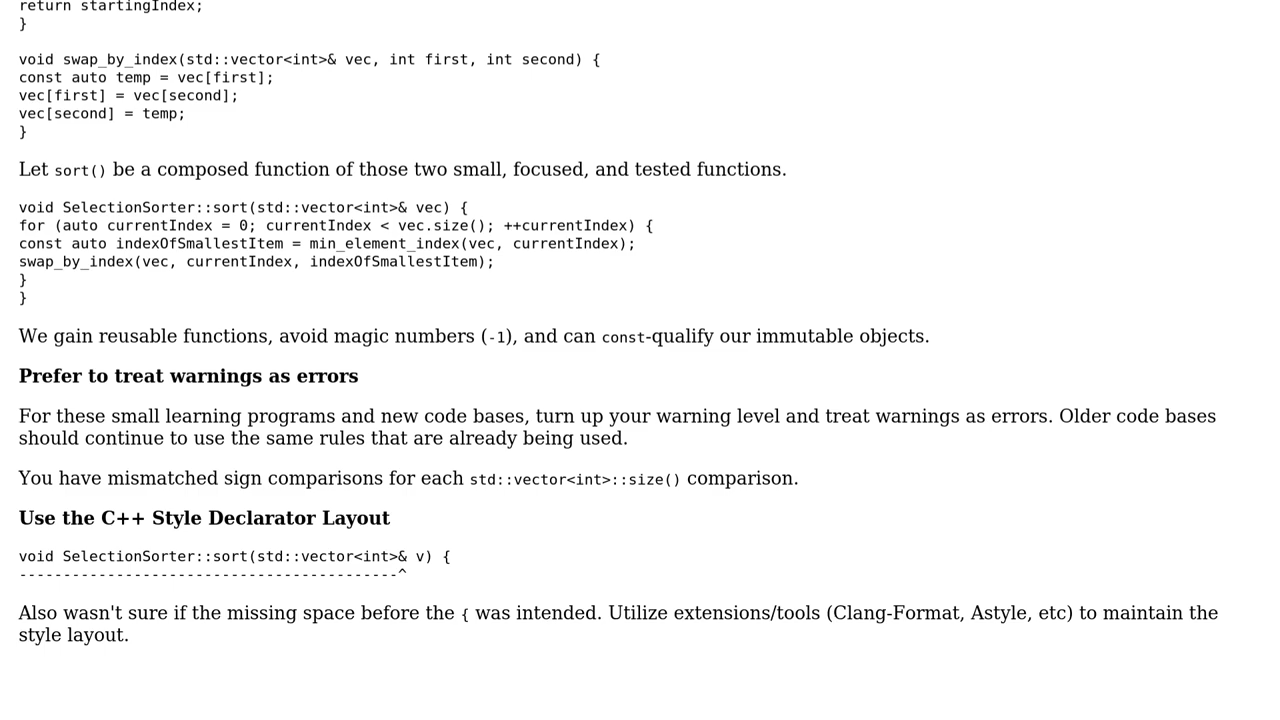 return startingIndex;
}
void swap_by_index(std::vector<int>& vec, int first, int second) {
const auto temp = vec[first];
vec[first] = vec[second];
vec[second] = temp;
}
Let sort() be a composed function of those two small, focused, and tested functions.
void SelectionSorter::sort(std::vector<int>& vec) {
for (auto currentIndex = 0; currentIndex < vec.size(); ++currentIndex) {
const auto indexOfSmallestItem = min_element_index(vec, currentIndex);
swap_by_index(vec, currentIndex, indexOfSmallestItem);
}
}
We gain reusable functions, avoid magic numbers (-1), and can const-qualify our immutable objects.
Prefer to treat warnings as errors
For these small learning programs and new code bases, turn up your warning level and treat warnings as errors. Older code bases
should continue to use the same rules that are already being used.
You have mismatched sign comparisons for each std::vector<int>::size() comparison.
Use the C++ Style Declarator Layout
void SelectionSorter::sort(std::vector<int>& v) {
-------------------------------------------^
Also wasn't sure if the missing space before the { was intended. Utilize extensions/tools (Clang-Format, Astyle, etc) to maintain the
style layout.